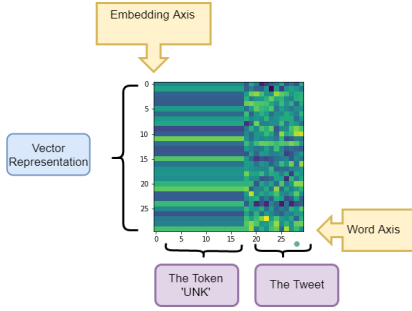 Embedding Axis
0
5
10
15
20
25
Vector
Representation
0 5 10 15 20 25
Word Axis
The Token
'UNK'
The Tweet